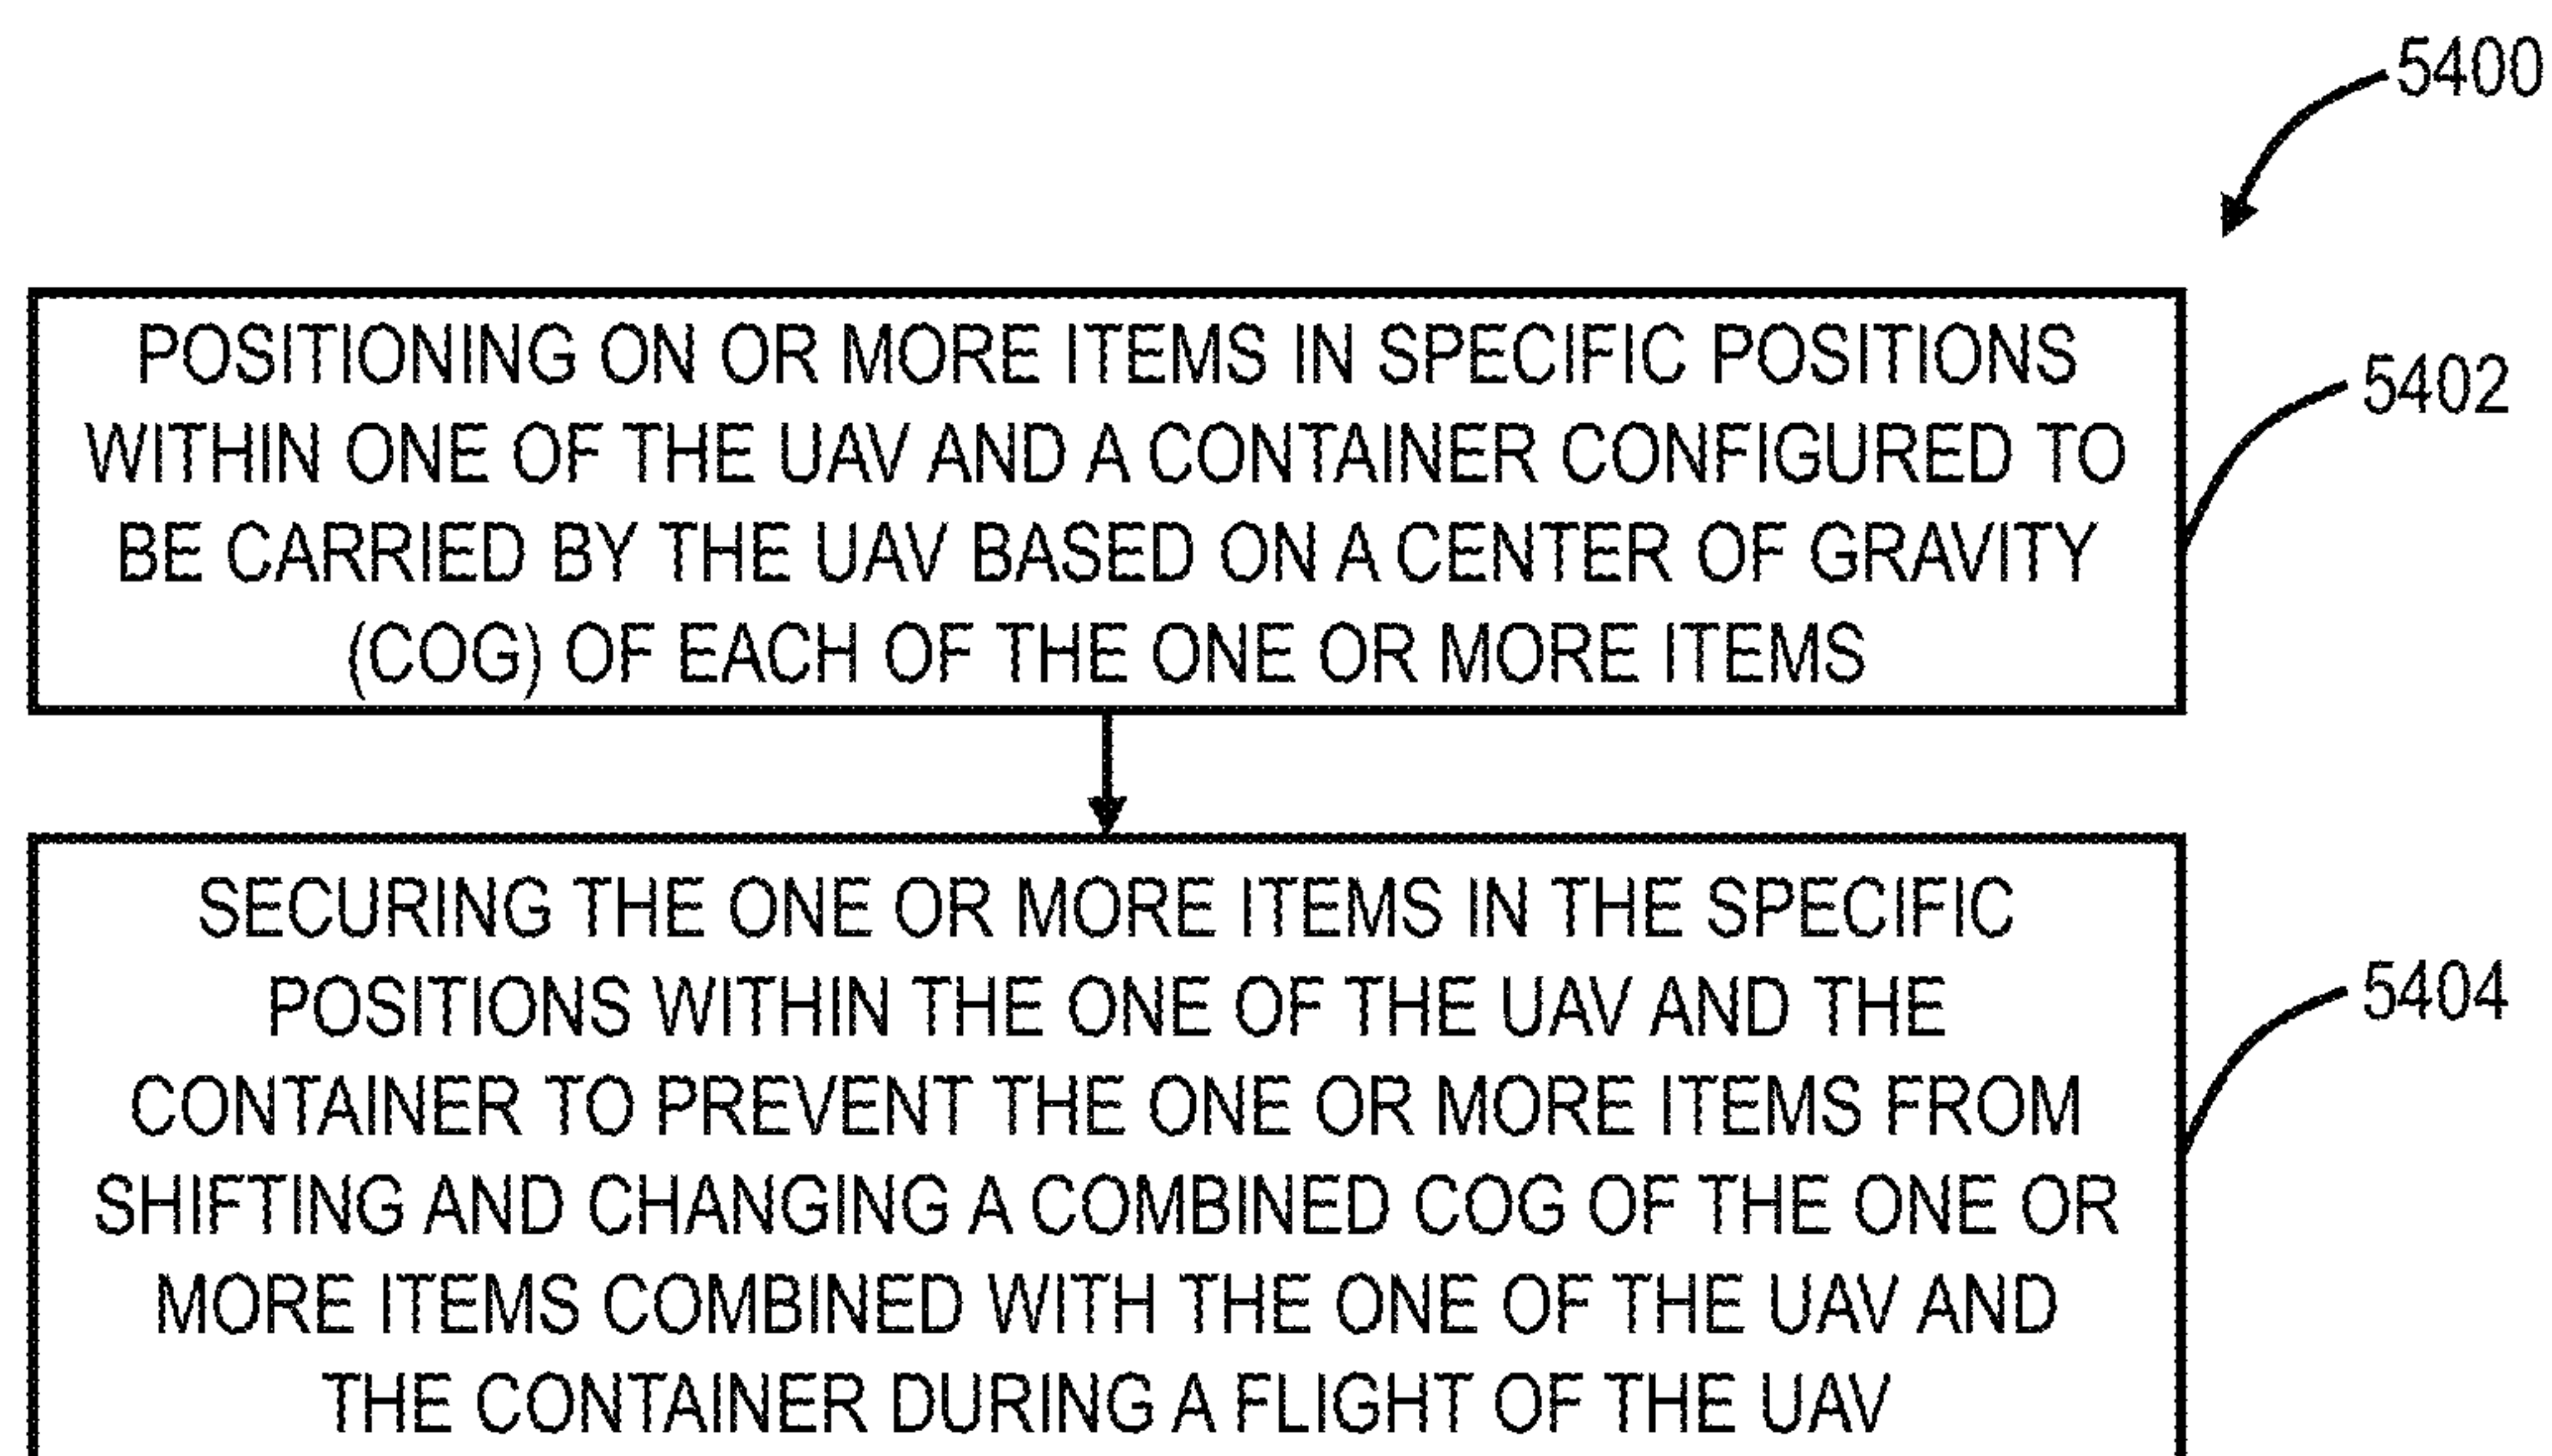 5400
POSITIONING ON OR MORE ITEMS IN SPECIFIC POSITIONS
WITHIN ONE OF THE UAV AND A CONTAINER CONFIGURED TO
BE CARRIED BY THE UAV BASED ON A CENTER OF GRAVITY
(COG) OF EACH OF THE ONE OR MORE ITEMS
5402
SECURING THE ONE OR MORE ITEMS IN THE SPECIFIC
POSITIONS WITHIN THE ONE OF THE UAV AND THE
CONTAINER TO PREVENT THE ONE OR MORE ITEMS FROM
SHIFTING AND CHANGING A COMBINED COG OF THE ONE OR
MORE ITEMS COMBINED WITH THE ONE OF THE UAV AND
THE CONTAINER DURING A FLIGHT OF THE UAV
5404